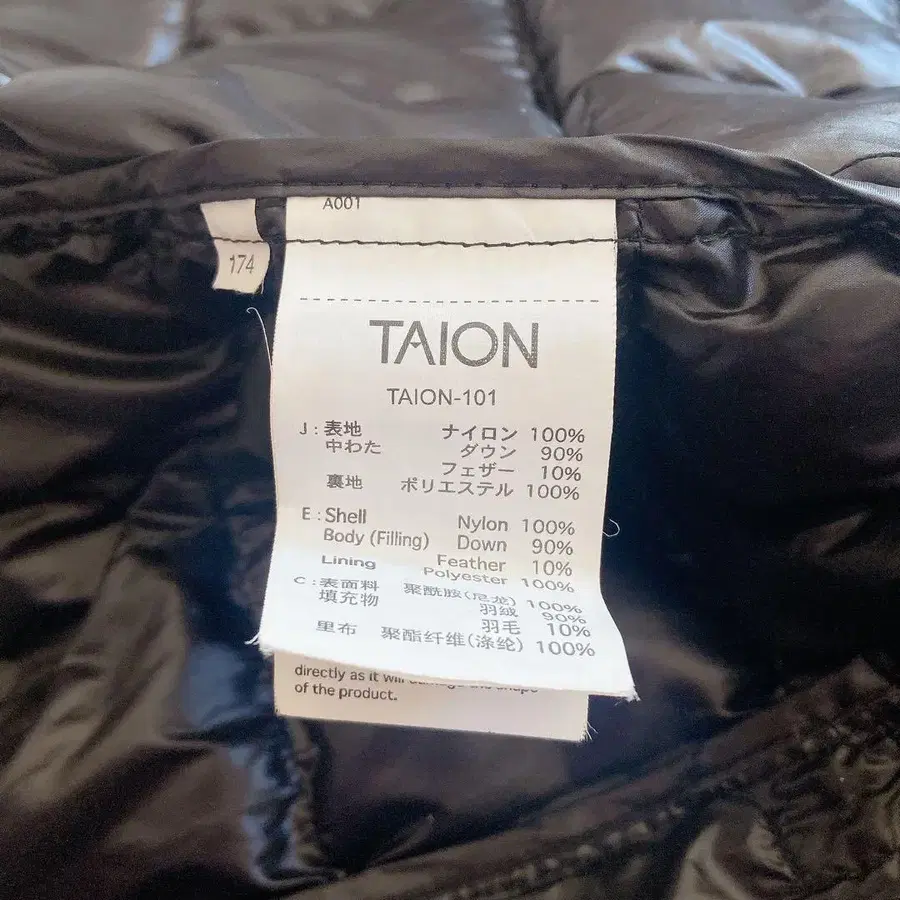 A001
174
TAION
TAION-101
J : 表地 ナイロン 100%
中わた ダウン 90%
フェザー 10%
裏地 ポリエステル 100%
E : Shell Nylon 100%
Body (Filling) Down 90%
Feather 10%
Lining Polyester 100%
C : 表面料 聚酰胺(尼龙) 100%
填充物 羽绒 90%
羽毛 10%
里布 聚酯纤维(涤纶) 100%
directly as it will damage the shape
of the product.